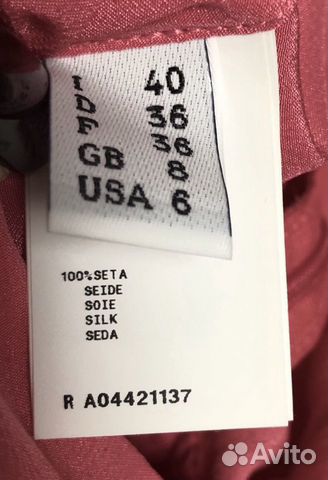 I 40
D 36
F 36
GB 8
USA 6
100%SETA
SEIDE
SOIE
SILK
SEDA
R A04421137
Avito